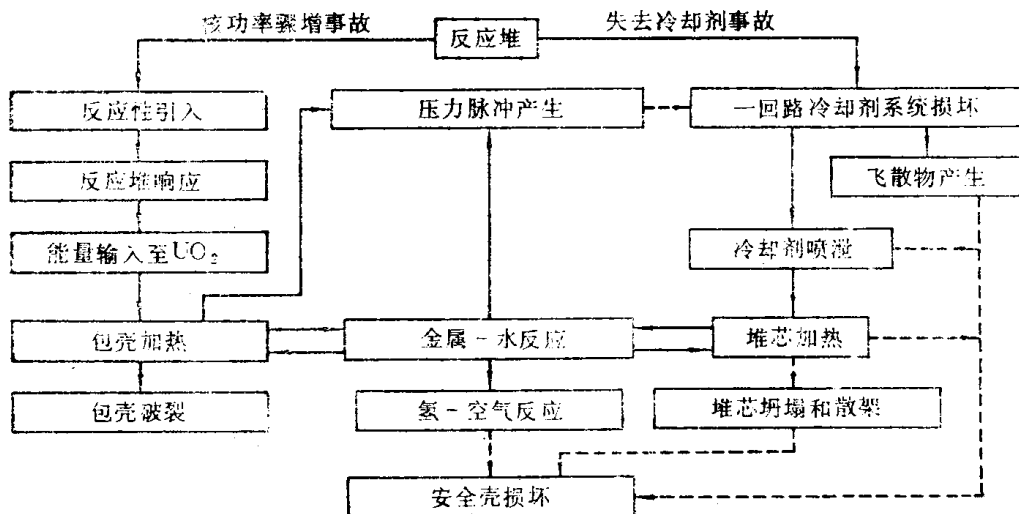 核功率骤增事故
反应堆
失去冷却剂事故
反应性引入
压力脉冲产生
一回路冷却剂系统损坏
反应堆响应
飞散物产生
能量输入至UO₂
冷却剂喷泄
包壳加热
金属-水反应
堆芯加热
包壳破裂
氢-空气反应
堆芯坍塌和散架
安全壳损坏